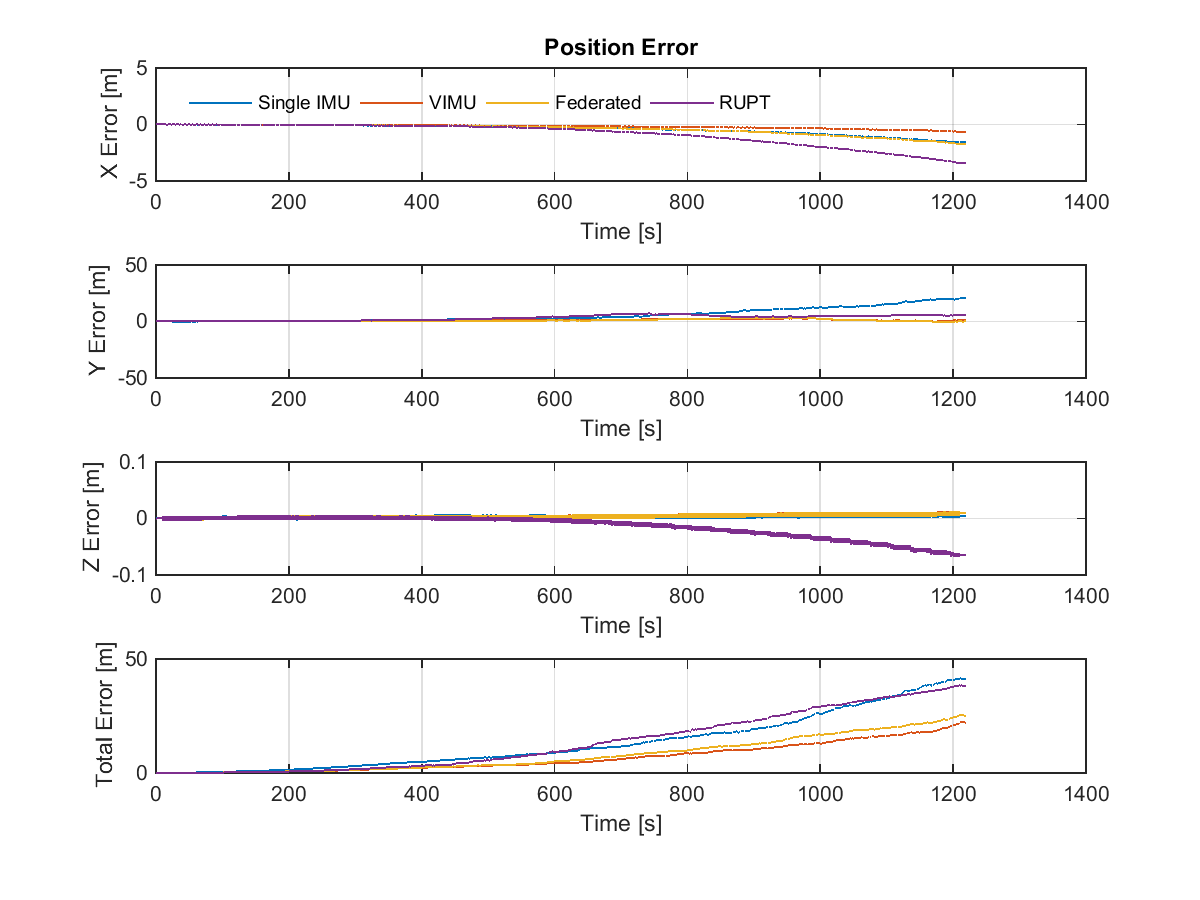 Position Error
X Error [m]
5
0
-5
Single IMU VIMU Federated RUPT
0 200 400 600 800 1000 1200 1400
Time [s]
Y Error [m]
50
0
-50
0 200 400 600 800 1000 1200 1400
Time [s]
Z Error [m]
0.1
0
-0.1
0 200 400 600 800 1000 1200 1400
Time [s]
Total Error [m]
50
0
0 200 400 600 800 1000 1200 1400
Time [s]